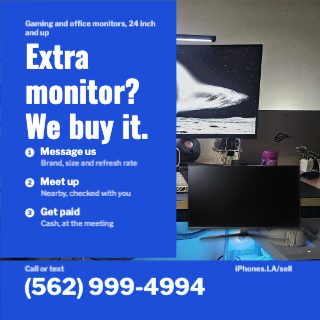 Gaming and office monitors, 24 inch
and up
Extra
monitor?
We buy it.
1 Message us
Brand, size and refresh rate
2 Meet up
Nearby, checked with you
3 Get paid
Cash, at the meeting
Call or text
iPhones.LA/sell
(562) 999-4994